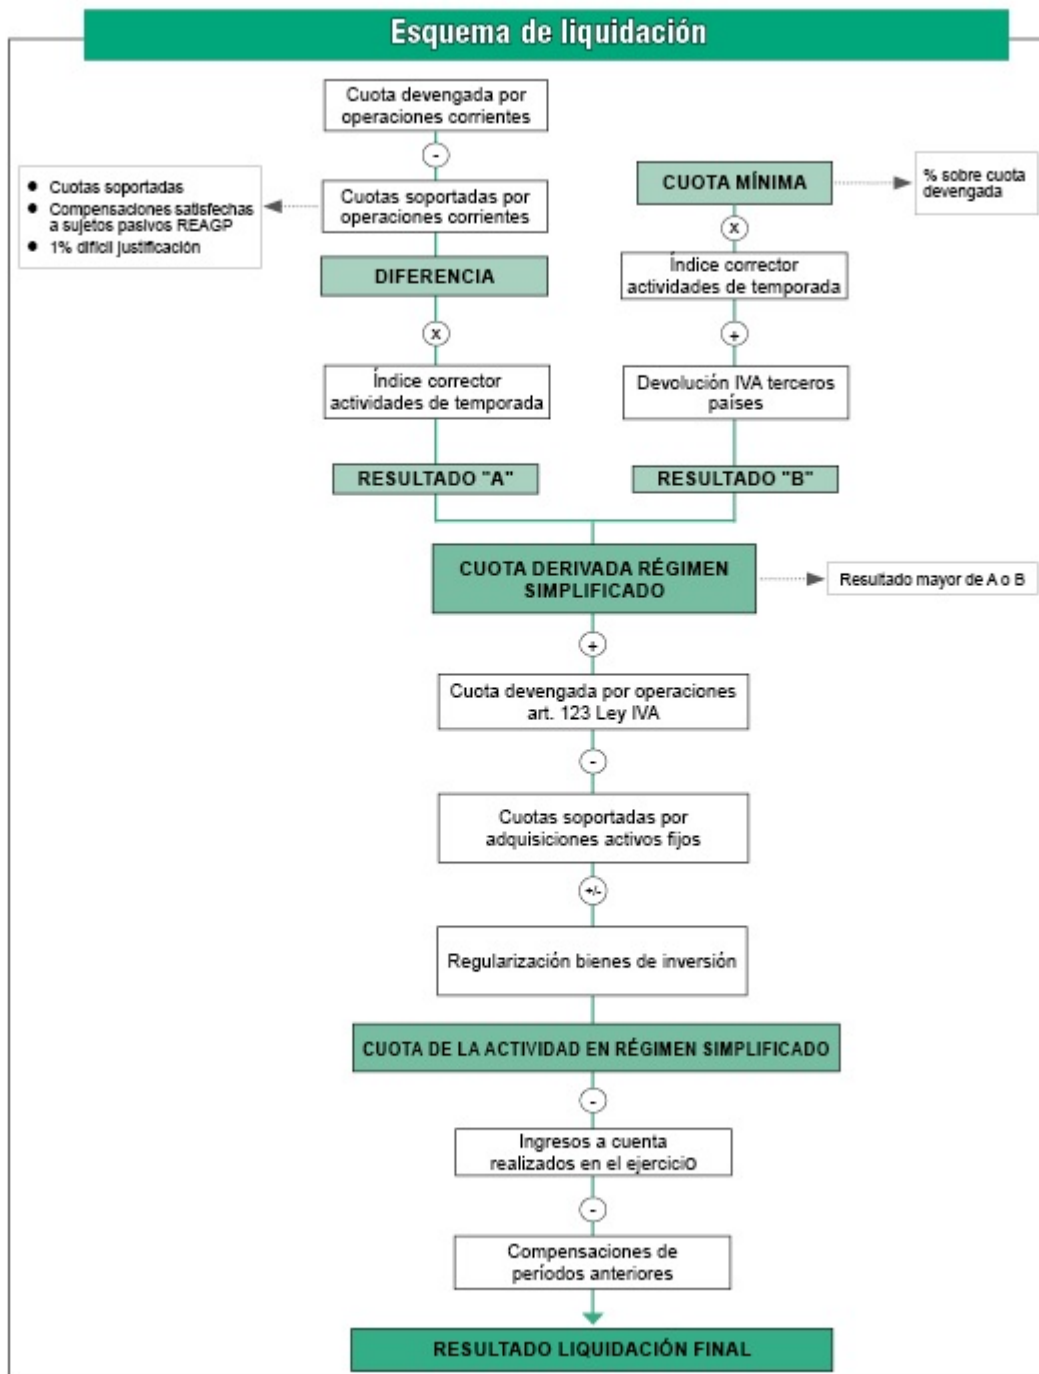 Esquema de liquidación
Cuota devengada por
operaciones corrientes
-
● Cuotas soportadas
● Compensaciones satisfechas
a sujetos pasivos REAGP
● 1% difícil justificación
Cuotas soportadas por
operaciones corrientes
DIFERENCIA
x
Índice corrector
actividades de temporada
RESULTADO "A"
CUOTA MÍNIMA
% sobre cuota
devengada
x
Índice corrector
actividades de temporada
+
Devolución IVA terceros
países
RESULTADO "B"
CUOTA DERIVADA RÉGIMEN
SIMPLIFICADO
Resultado mayor de A o B
+
Cuota devengada por operaciones
art. 123 Ley IVA
-
Cuotas soportadas por
adquisiciones activos fijos
+/-
Regularización bienes de inversión
CUOTA DE LA ACTIVIDAD EN RÉGIMEN SIMPLIFICADO
-
Ingresos a cuenta
realizados en el ejercicio
-
Compensaciones de
períodos anteriores
RESULTADO LIQUIDACIÓN FINAL